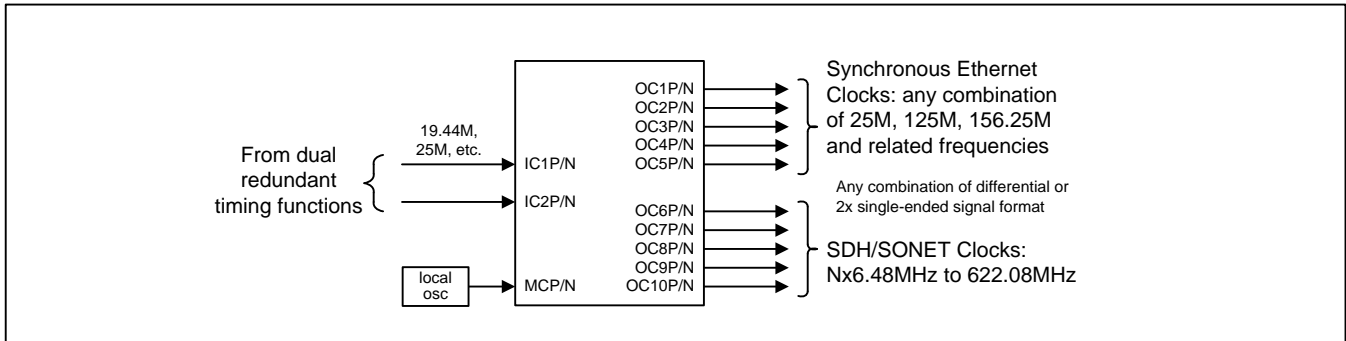 From dual
redundant
timing functions
19.44M,
25M, etc.
local
osc
IC1P/N
IC2P/N
MCP/N
OC1P/N
OC2P/N
OC3P/N
OC4P/N
OC5P/N
OC6P/N
OC7P/N
OC8P/N
OC9P/N
OC10P/N
Synchronous Ethernet
Clocks: any combination
of 25M, 125M, 156.25M
and related frequencies
Any combination of differential or
2x single-ended signal format
SDH/SONET Clocks:
Nx6.48MHz to 622.08MHz